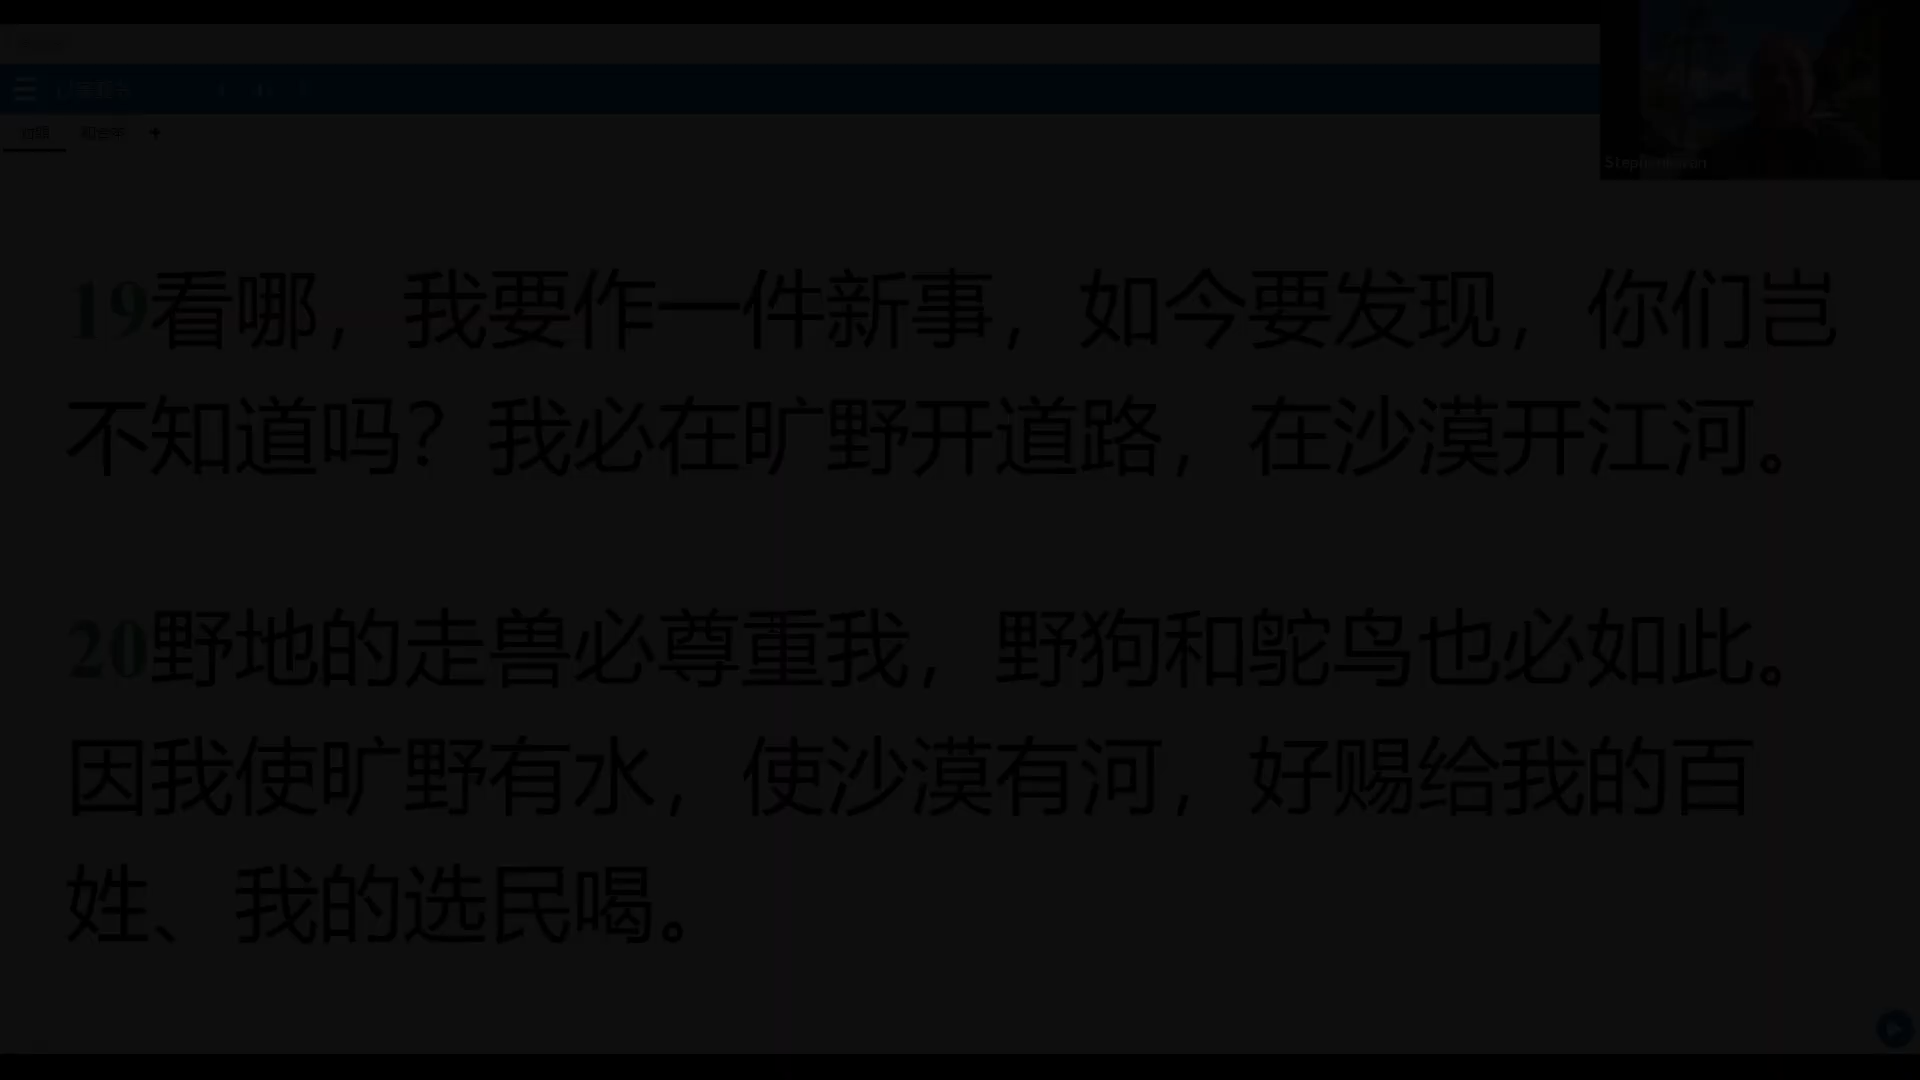 19看哪，我要作一件新事，如今要发现，你们岂
不知道吗？我必在旷野开道路，在沙漠开江河。
20野地的走兽必尊重我，野狗和鸵鸟也必如此。
因我使旷野有水，使沙漠有河，好赐给我的百
姓、我的选民喝。